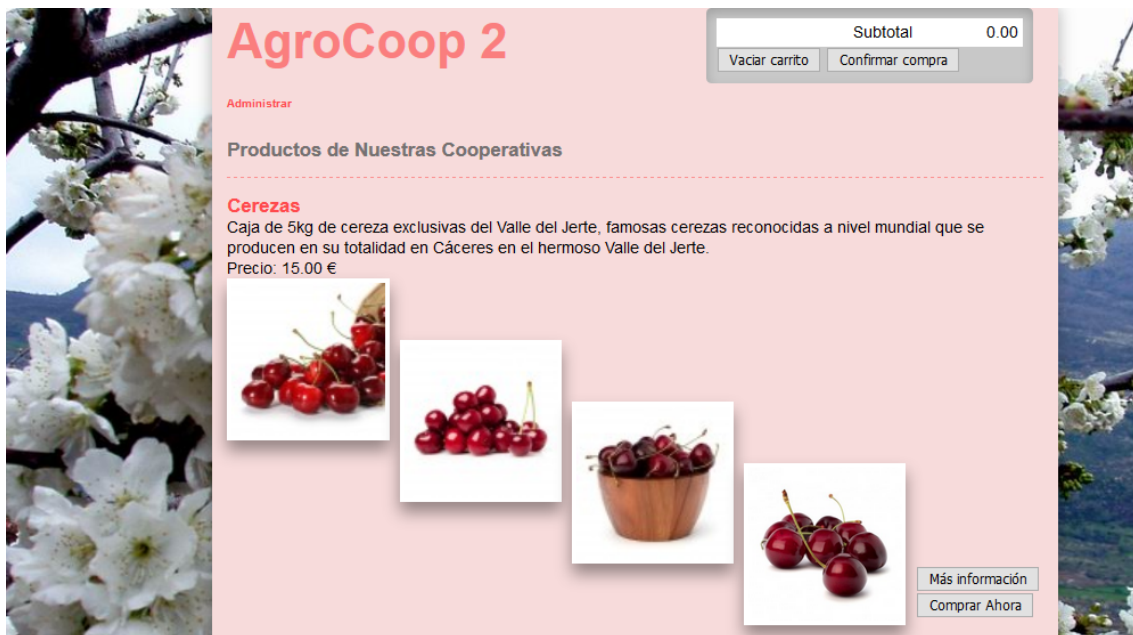 AgroCoop 2
Subtotal 0.00
Vaciar carrito Confirmar compra
Administrar
Productos de Nuestras Cooperativas
Cerezas
Caja de 5kg de cereza exclusivas del Valle del Jerte, famosas cerezas reconocidas a nivel mundial que se
producen en su totalidad en Cáceres en el hermoso Valle del Jerte.
Precio: 15.00 €
Más información
Comprar Ahora